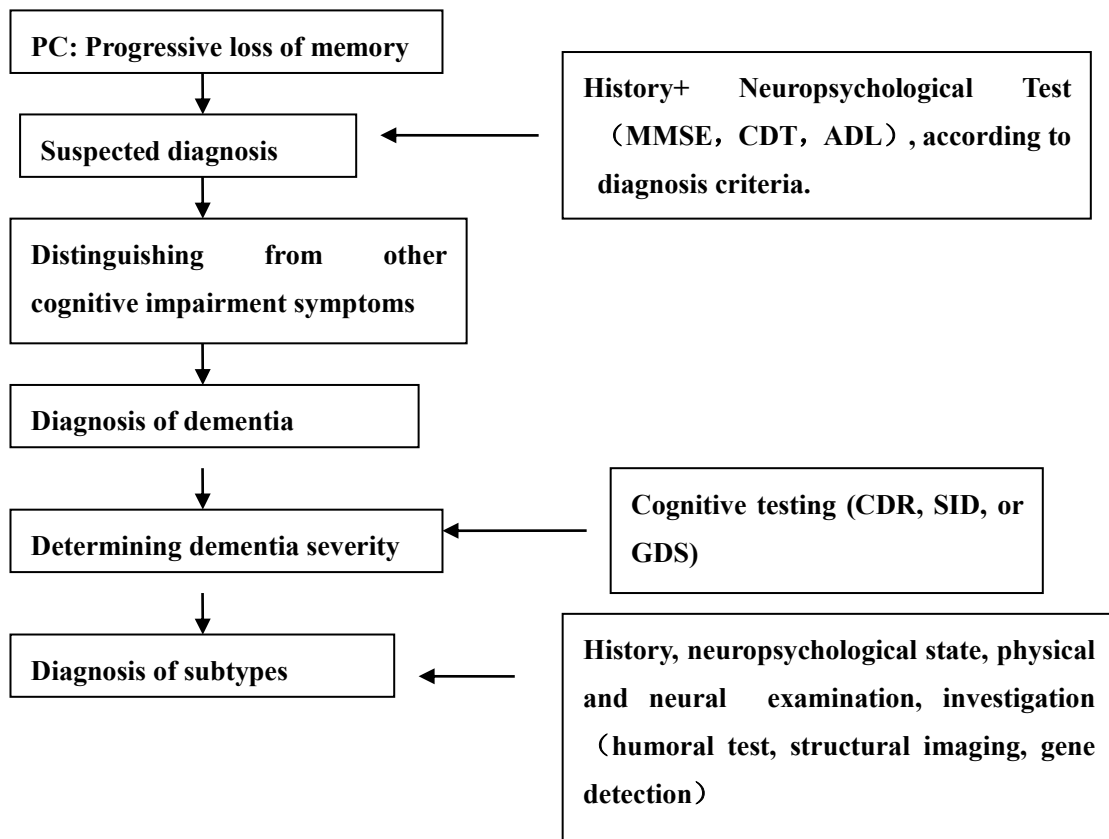 PC: Progressive loss of memory
History+ Neuropsychological Test
（MMSE，CDT，ADL）, according to
diagnosis criteria.
Suspected diagnosis
Distinguishing from other
cognitive impairment symptoms
Diagnosis of dementia
Cognitive testing (CDR, SID, or
GDS)
Determining dementia severity
Diagnosis of subtypes
History, neuropsychological state, physical
and neural examination, investigation
（humoral test, structural imaging, gene
detection）